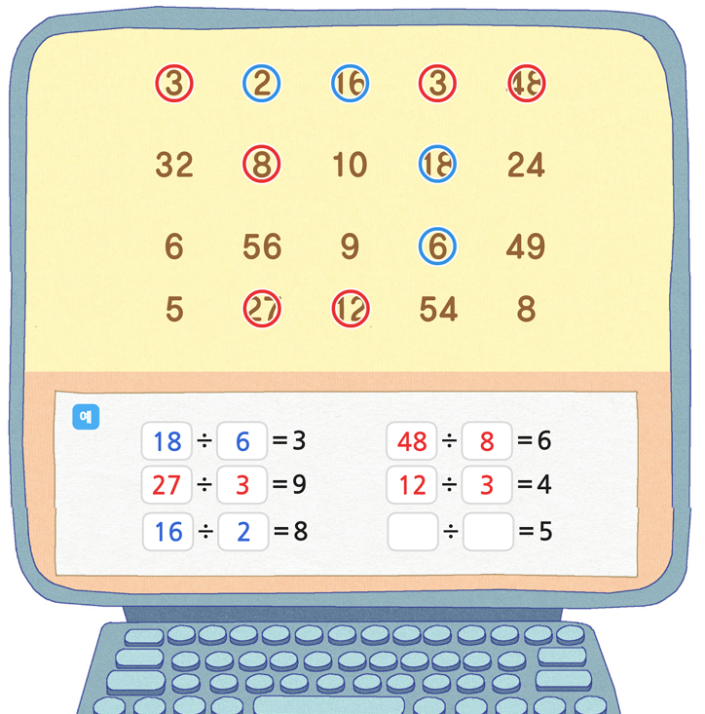 3 2 16 3 48
32 8 10 18 24
6 56 9 6 49
5 27 12 54 8
예
18 ÷ 6 = 3 48 ÷ 8 = 6
27 ÷ 3 = 9 12 ÷ 3 = 4
16 ÷ 2 = 8 ÷ = 5